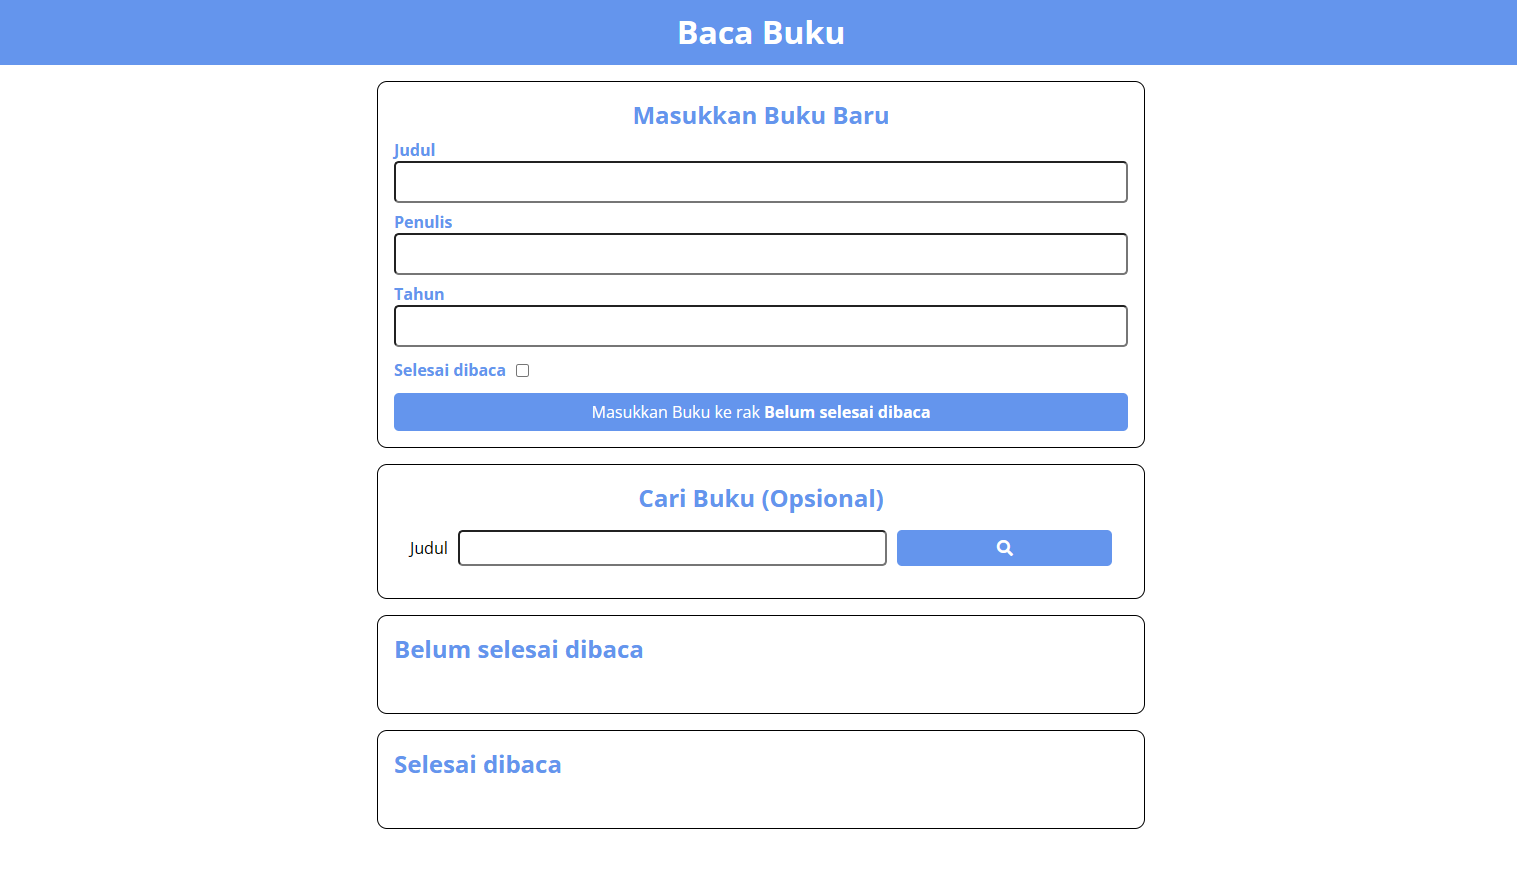 Baca Buku
Masukkan Buku Baru
Judul
Penulis
Tahun
Selesai dibaca
Masukkan Buku ke rak Belum selesai dibaca
Cari Buku (Opsional)
Judul
Belum selesai dibaca
Selesai dibaca